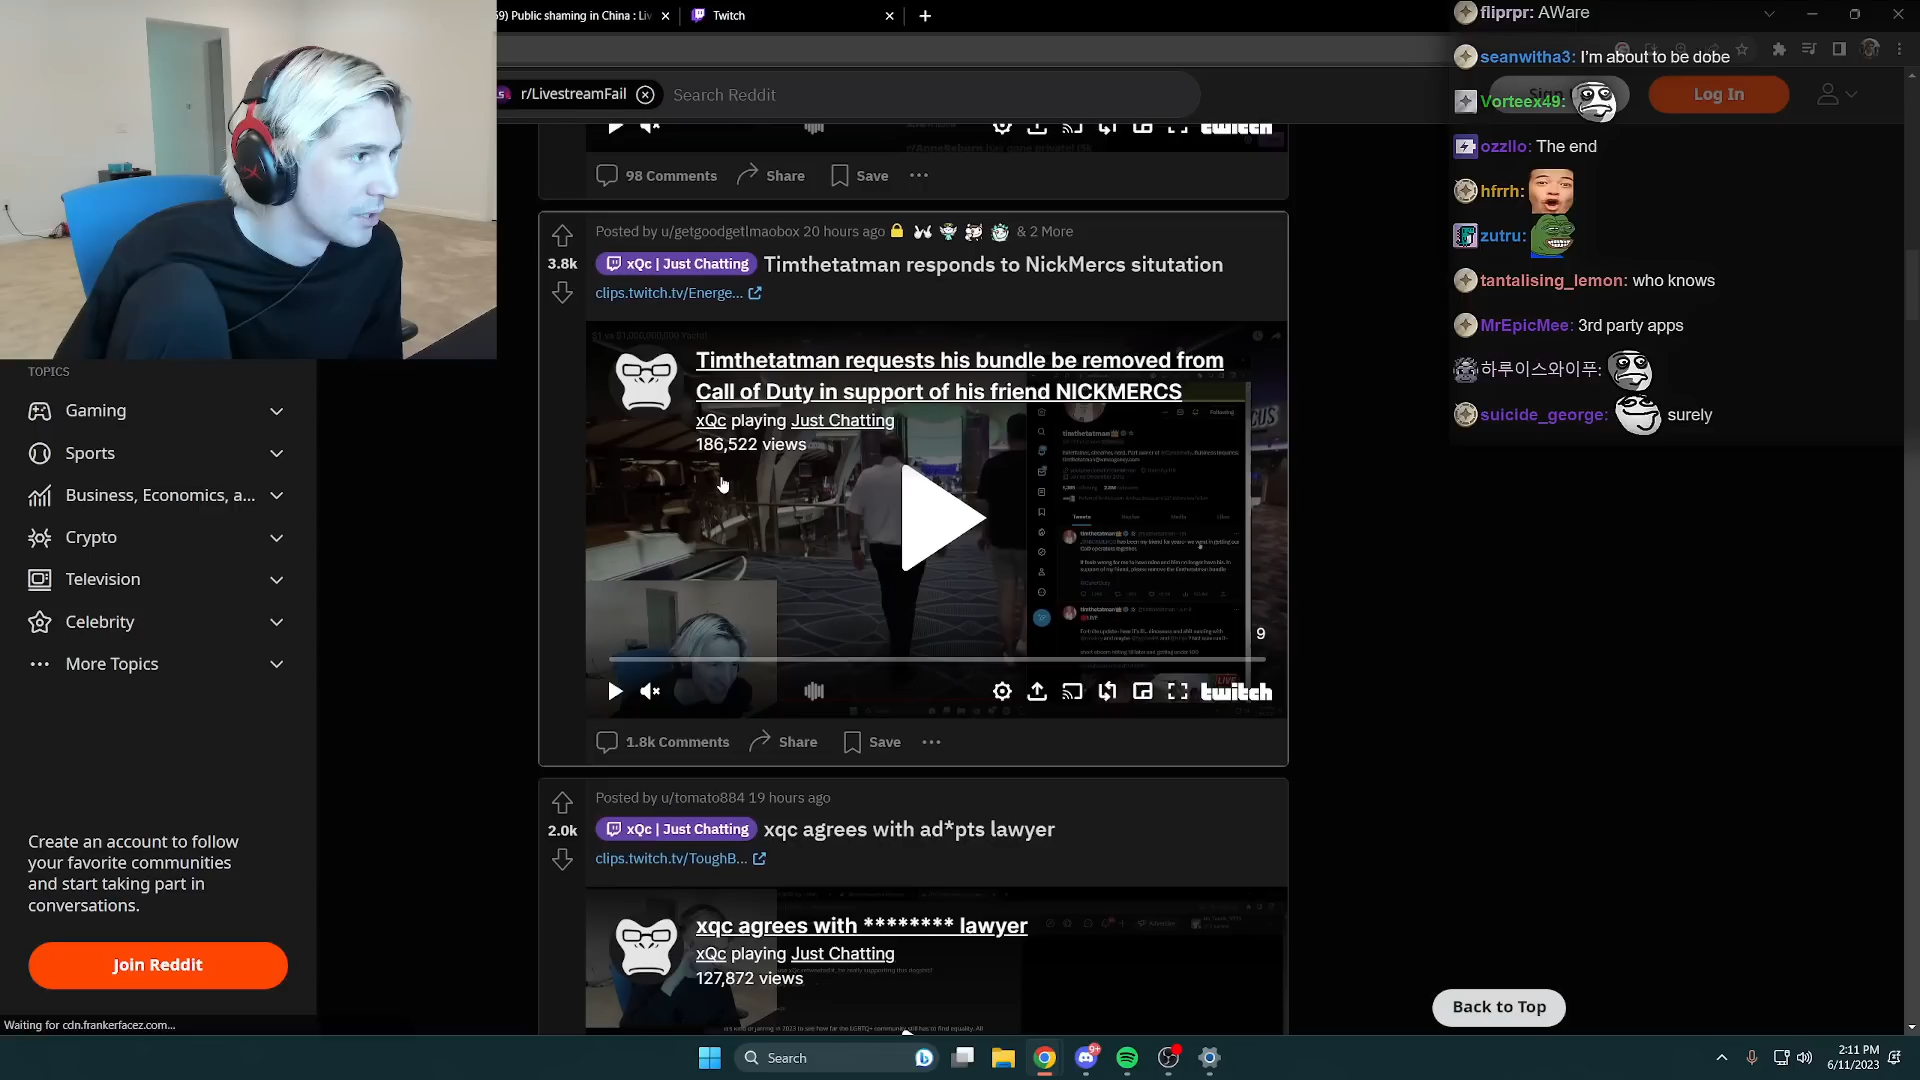 59) Public shaming in China : Liv
Twitch
r/LivestreamFail
Search Reddit
Log In
98 Comments
Share
Save
Posted by u/getgoodgetlmaobox 20 hours ago
& 2 More
3.8k
xQc | Just Chatting
Timthetatman responds to NickMercs situtation
clips.twitch.tv/Energe...
Timthetatman requests his bundle be removed from
Call of Duty in support of his friend NICKMERCS
xQc playing Just Chatting
186,522 views
timthetatman
Tweets
Replies
Media
Likes
9
LIVE
twitch
1.8k Comments
Share
Save
Posted by u/tomato884 19 hours ago
2.0k
xQc | Just Chatting
xqc agrees with ad*pts lawyer
clips.twitch.tv/ToughB...
xqc agrees with ******** lawyer
xQc playing Just Chatting
127,872 views
TOPICS
Gaming
Sports
Business, Economics, a...
Crypto
Television
Celebrity
More Topics
Create an account to follow
your favorite communities
and start taking part in
conversations.
Join Reddit
Waiting for cdn.frankerfacez.com...
fliprpr: AWare
seanwitha3: I'm about to be dobe
Vorteex49:
ozzllo: The end
hfrrh:
zutru:
tantalising_lemon: who knows
MrEpicMee: 3rd party apps
하루이스와이푸:
suicide_george: surely
Back to Top
Search
9+
2:11 PM
6/11/2023